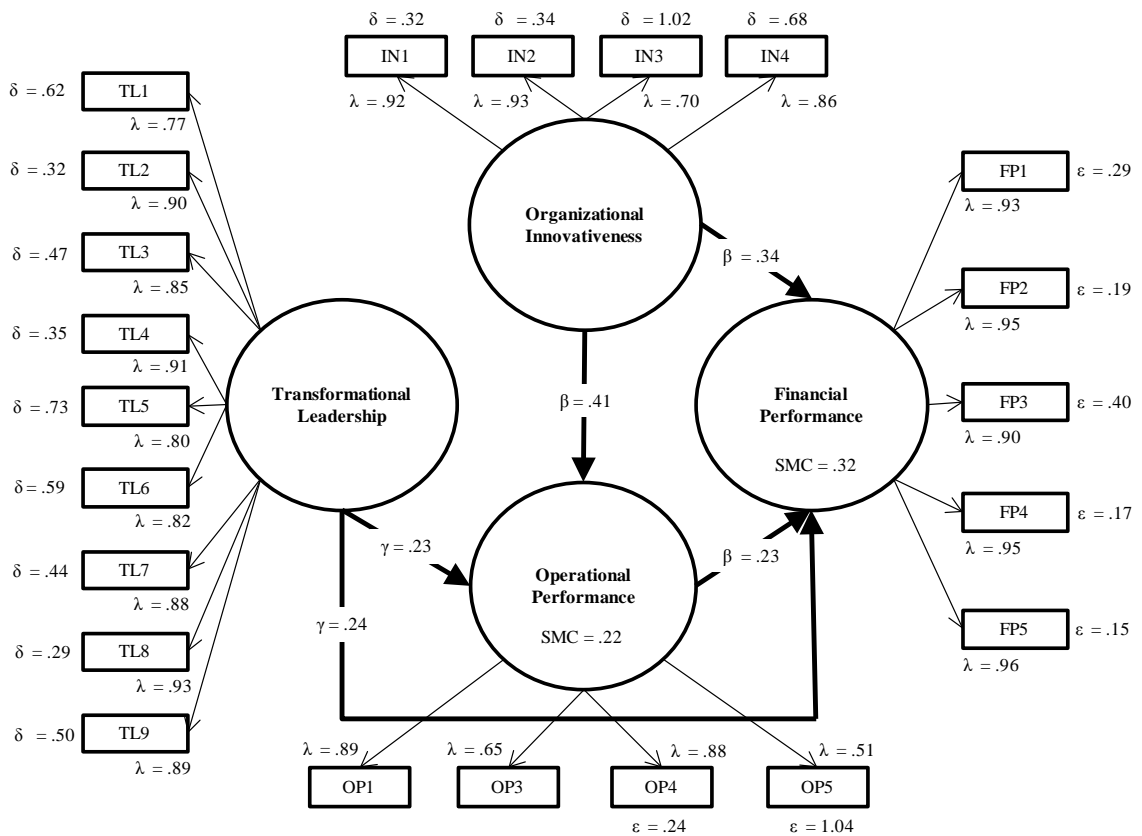 δ = .32
δ = .34
δ = 1.02
δ = .68
IN1
IN2
IN3
IN4
λ = .92
λ = .93
λ = .70
λ = .86
δ = .62
TL1
λ = .77
δ = .32
TL2
λ = .90
δ = .47
TL3
λ = .85
δ = .35
TL4
λ = .91
δ = .73
TL5
λ = .80
δ = .59
TL6
λ = .82
δ = .44
TL7
λ = .88
δ = .29
TL8
λ = .93
δ = .50
TL9
λ = .89
Organizational
Innovativeness
Transformational
Leadership
β = .34
β = .41
γ = .23
γ = .24
β = .23
Financial
Performance
SMC = .32
Operational
Performance
SMC = .22
FP1
ε = .29
λ = .93
FP2
ε = .19
λ = .95
FP3
ε = .40
λ = .90
FP4
ε = .17
λ = .95
FP5
ε = .15
λ = .96
λ = .89
λ = .65
λ = .88
λ = .51
OP1
OP3
OP4
OP5
ε = .24
ε = 1.04